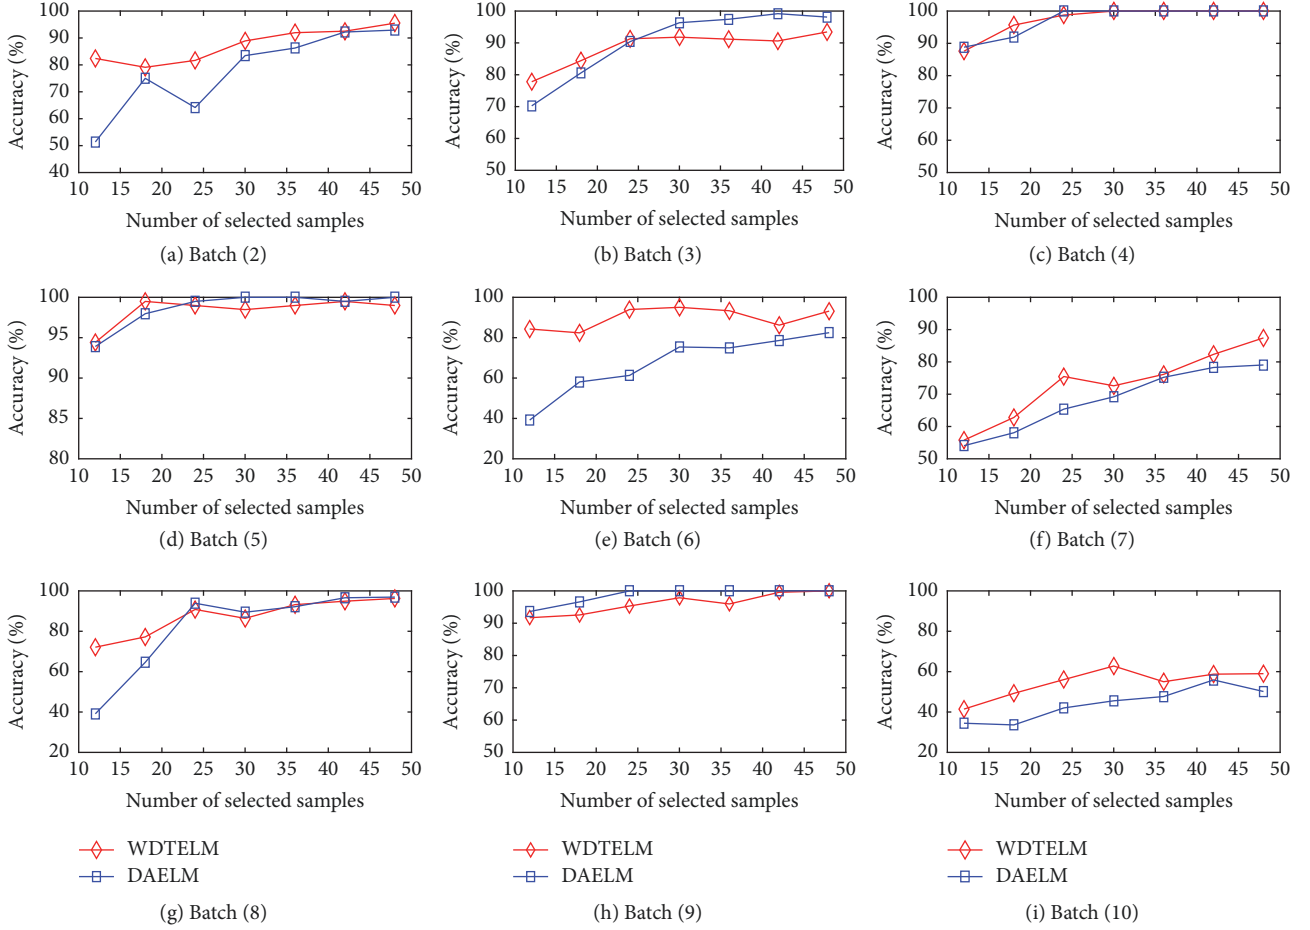 100
90
80
70
60
50
40
Accuracy (%)
10 15 20 25 30 35 40 45 50
Number of selected samples
(a) Batch (2)
100
90
80
70
60
50
Accuracy (%)
10 15 20 25 30 35 40 45 50
Number of selected samples
(b) Batch (3)
100
90
80
70
60
50
Accuracy (%)
10 15 20 25 30 35 40 45 50
Number of selected samples
(c) Batch (4)
100
95
90
85
80
Accuracy (%)
10 15 20 25 30 35 40 45 50
Number of selected samples
(d) Batch (5)
100
80
60
40
20
Accuracy (%)
10 15 20 25 30 35 40 45 50
Number of selected samples
(e) Batch (6)
100
90
80
70
60
50
Accuracy (%)
10 15 20 25 30 35 40 45 50
Number of selected samples
(f) Batch (7)
100
80
60
40
20
Accuracy (%)
10 15 20 25 30 35 40 45 50
Number of selected samples
WDTELM
DAELM
(g) Batch (8)
100
90
80
70
60
50
Accuracy (%)
10 15 20 25 30 35 40 45 50
Number of selected samples
WDTELM
DAELM
(h) Batch (9)
100
80
60
40
20
Accuracy (%)
10 15 20 25 30 35 40 45 50
Number of selected samples
WDTELM
DAELM
(i) Batch (10)